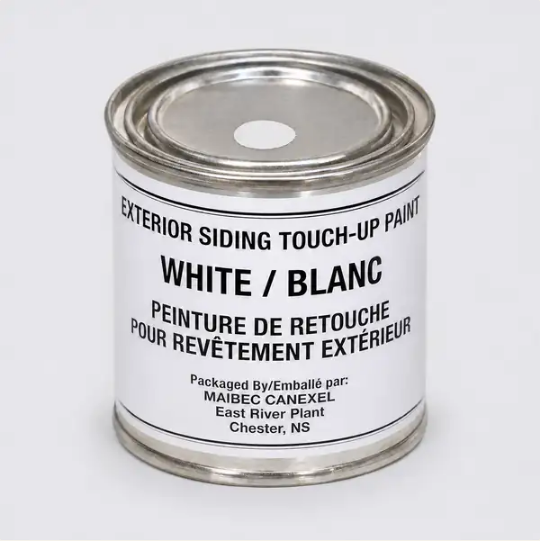 EXTERIOR SIDING TOUCH-UP PAINT
WHITE / BLANC
PEINTURE DE RETOUCHE
POUR REVÊTEMENT EXTÉRIEUR
Packaged By/Emballé par:
MAIBEC CANEXEL
East River Plant
Chester, NS